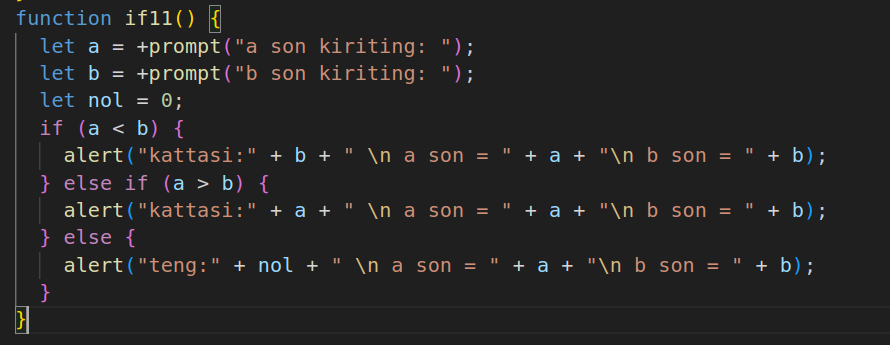 function if11() {
  let a = +prompt("a son kiriting: ");
  let b = +prompt("b son kiriting: ");
  let nol = 0;
  if (a < b) {
    alert("kattasi:" + b + " \n a son = " + a + "\n b son = " + b);
  } else if (a > b) {
    alert("kattasi:" + a + " \n a son = " + a + "\n b son = " + b);
  } else {
    alert("teng:" + nol + " \n a son = " + a + "\n b son = " + b);
  }
}